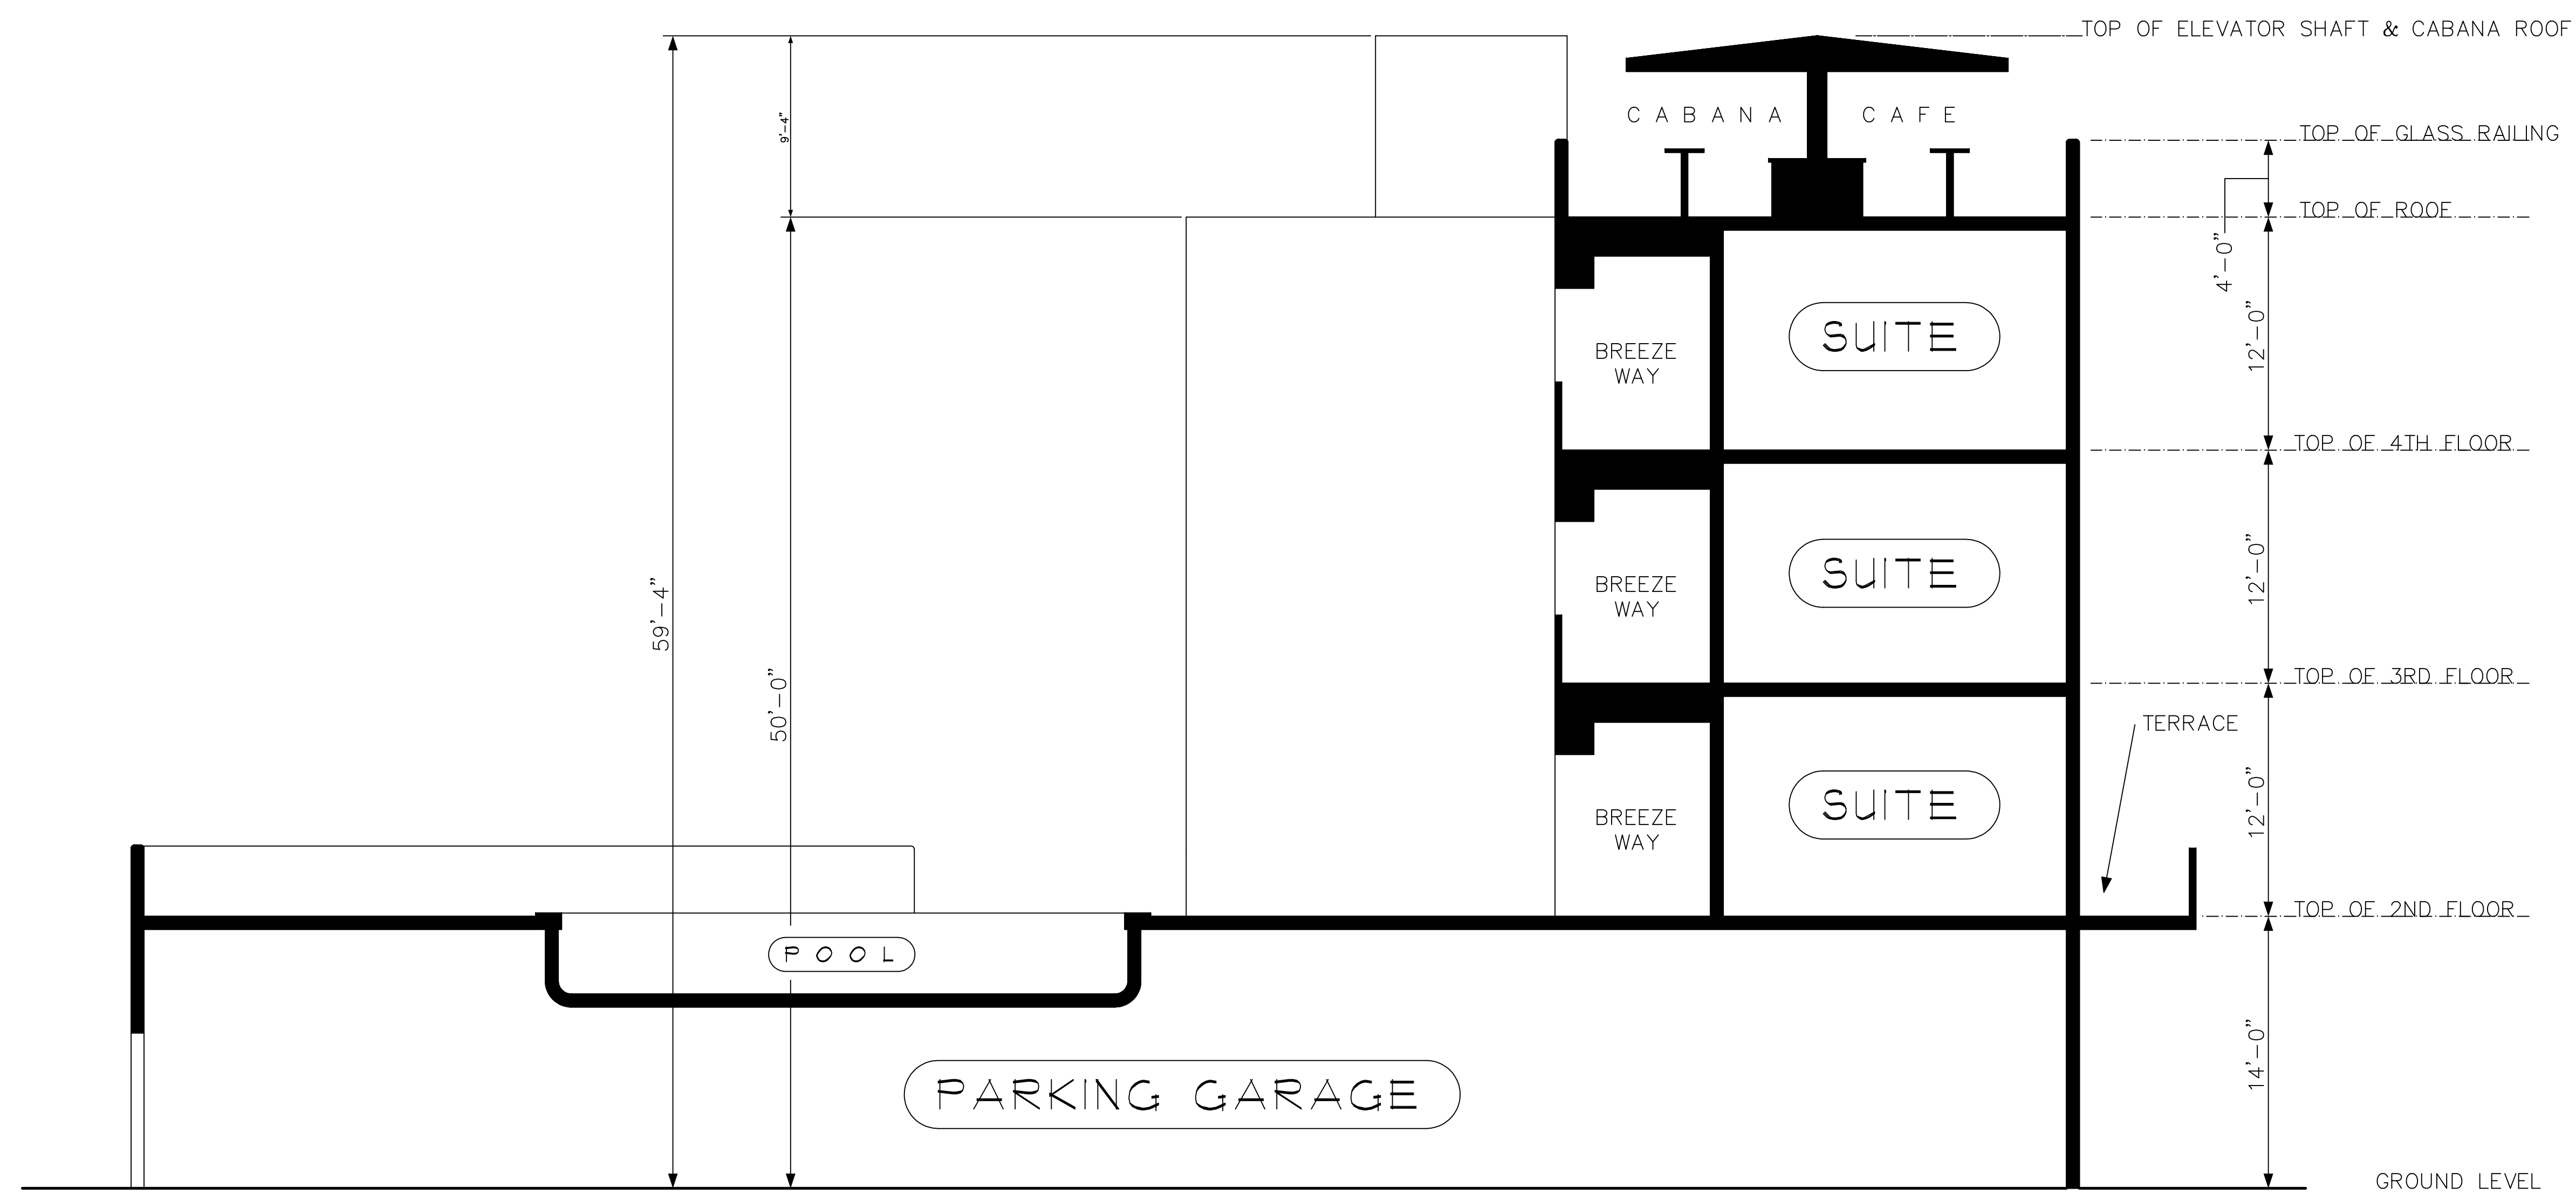 TOP OF ELEVATOR SHAFT & CABANA ROOF
9'-4"
CABANA CAFE
TOP OF GLASS RAILING
TOP OF ROOF
4'-0"
12'-0"
SUITE
BREEZE
WAY
TOP OF 4TH FLOOR
12'-0"
SUITE
BREEZE
WAY
59'-4"
50'-0"
TOP OF 3RD FLOOR
TERRACE
12'-0"
SUITE
BREEZE
WAY
TOP OF 2ND FLOOR
POOL
14'-0"
PARKING GARAGE
GROUND LEVEL